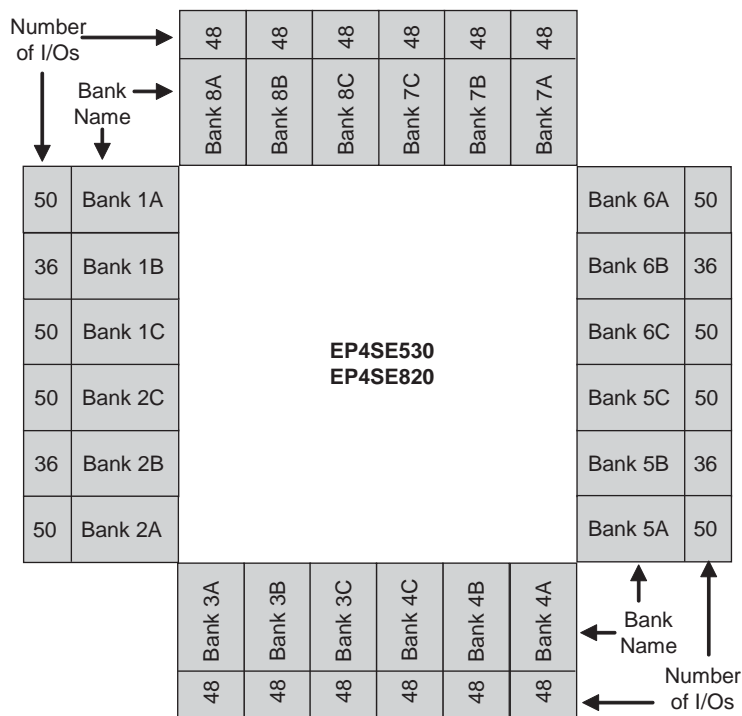 Number
of I/Os
48 48 48 48 48 48
Bank
Name
Bank 8A Bank 8B Bank 8C Bank 7C Bank 7B Bank 7A
50 Bank 1A
36 Bank 1B
50 Bank 1C
50 Bank 2C
36 Bank 2B
50 Bank 2A
EP4SE530
EP4SE820
Bank 6A 50
Bank 6B 36
Bank 6C 50
Bank 5C 50
Bank 5B 36
Bank 5A 50
Bank 3A Bank 3B Bank 3C Bank 4C Bank 4B Bank 4A
Bank
Name
48 48 48 48 48 48
Number
of I/Os